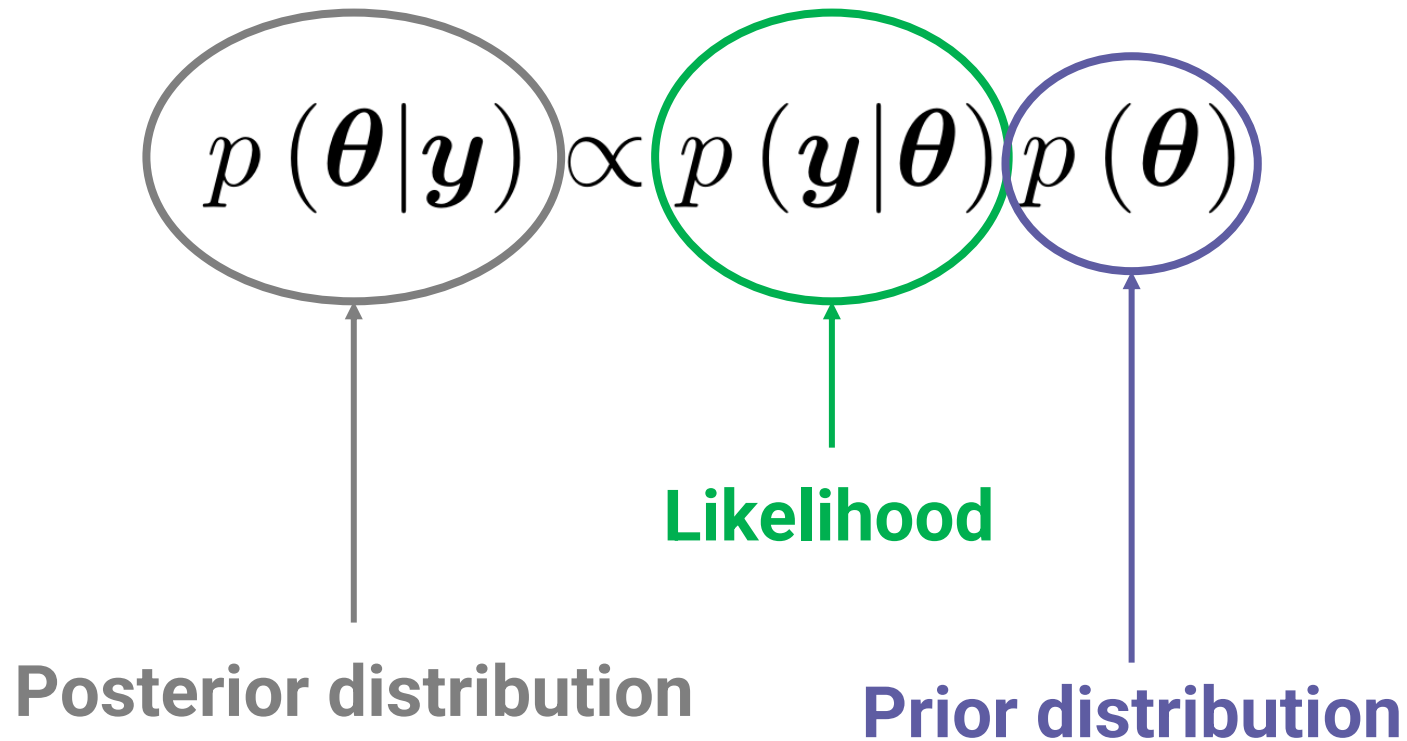 p (θ|y) ∝ p (y|θ) p (θ)
Likelihood
Posterior distribution
Prior distribution